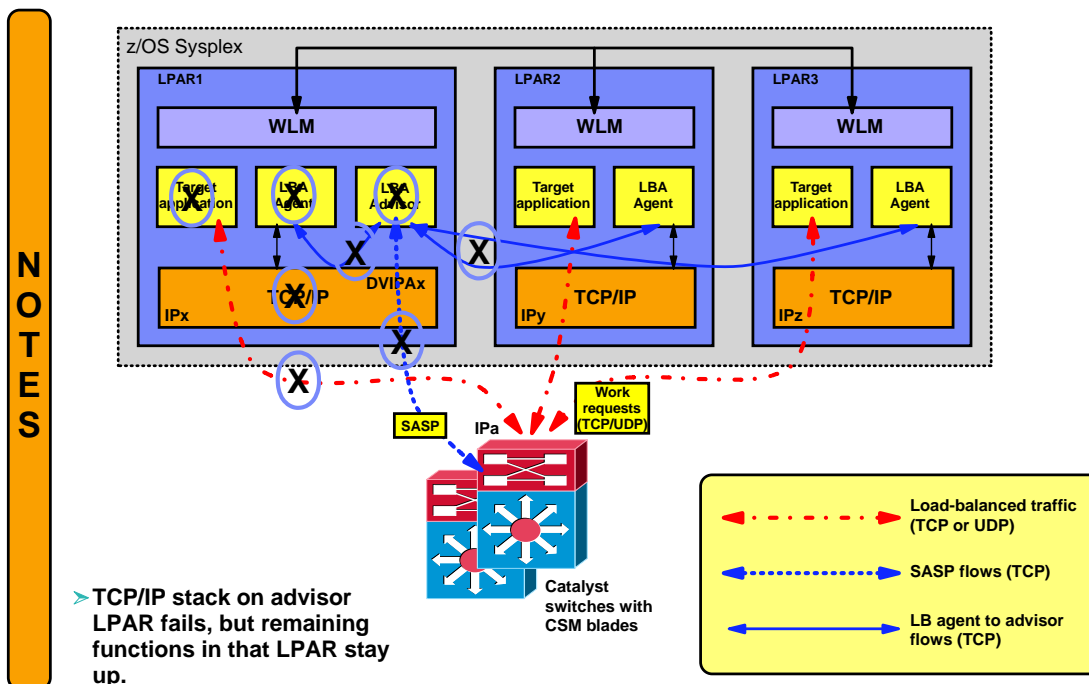 NOTES
z/OS Sysplex
LPAR1
WLM
Target
application
X
LBA
Agent
X
LBA
Advisor
X
X
X
TCP/IP
X
DVIPAx
IPx
X
X
LPAR2
WLM
Target
application
LBA
Agent
TCP/IP
IPy
LPAR3
WLM
Target
application
LBA
Agent
TCP/IP
IPz
SASP
IPa
Work
requests
(TCP/UDP)
Catalyst
switches with
CSM blades
TCP/IP stack on advisor
LPAR fails, but remaining
functions in that LPAR stay
up.
Load-balanced traffic
(TCP or UDP)
SASP flows (TCP)
LB agent to advisor
flows (TCP)